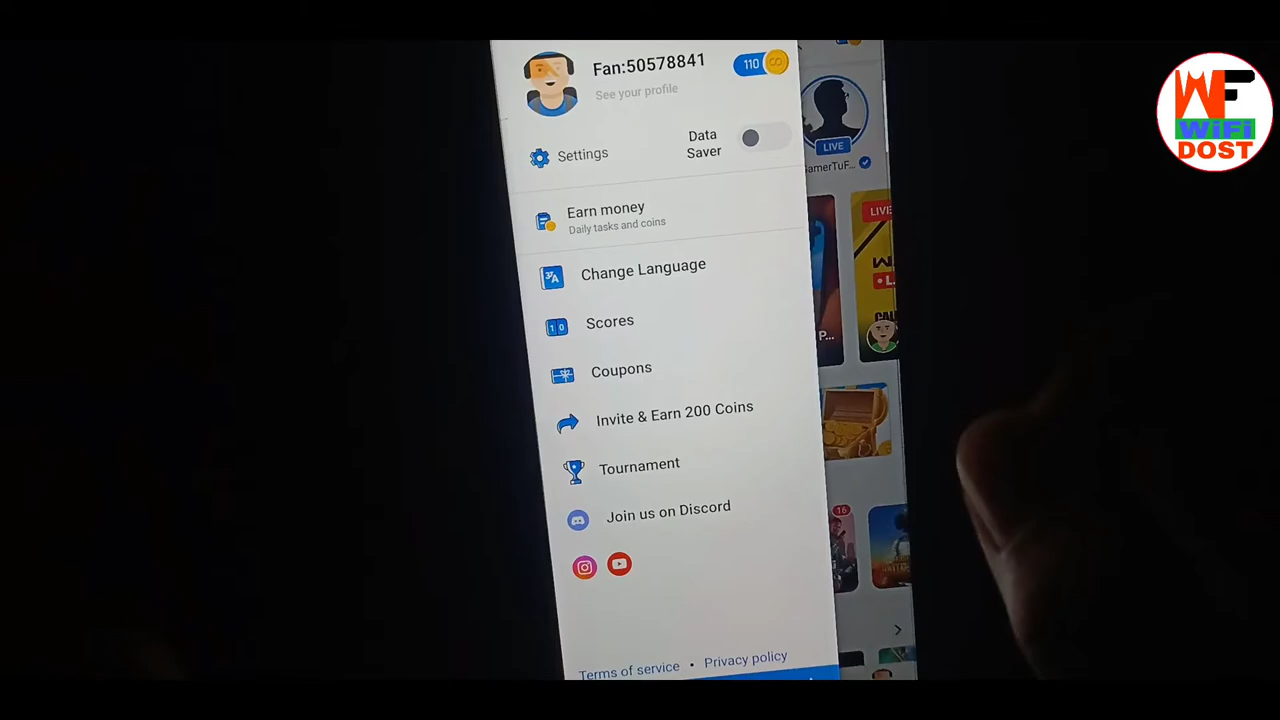 Fan:50578841
110
See your profile
Settings
Data
Saver
Earn money
Daily tasks and coins
Change Language
Scores
Coupons
Invite & Earn 200 Coins
Tournament
Join us on Discord
Terms of service • Privacy policy
LIVE
GamerTuF...
LIVE
P...
16
WF
WiFi
DOST